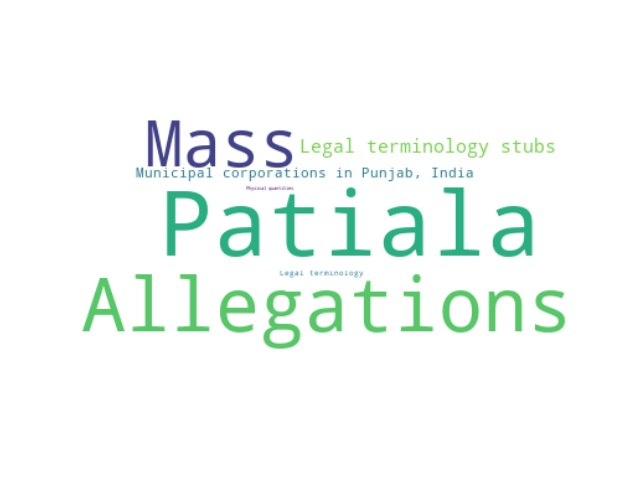 Mass
Legal terminology stubs
Municipal corporations in Punjab, India
Physical quantities
Patiala
Legal terminology
Allegations